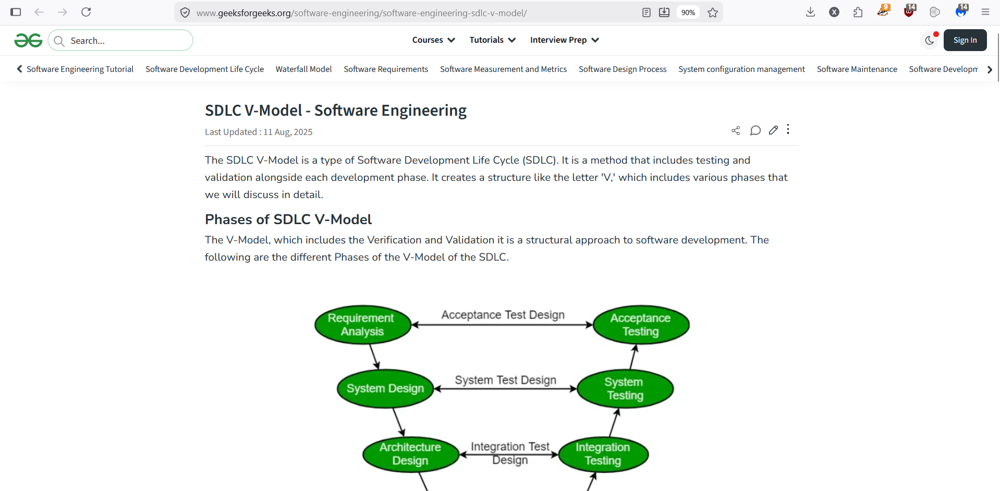 www.geeksforgeeks.org/software-engineering/software-engineering-sdlc-v-model/
90%
X
9
14
14
Search...
Courses
Tutorials
Interview Prep
Sign In
Software Engineering Tutorial
Software Development Life Cycle
Waterfall Model
Software Requirements
Software Measurement and Metrics
Software Design Process
System configuration management
Software Maintenance
Software Developm
SDLC V-Model - Software Engineering
Last Updated : 11 Aug, 2025
The SDLC V-Model is a type of Software Development Life Cycle (SDLC). It is a method that includes testing and
validation alongside each development phase. It creates a structure like the letter 'V,' which includes various phases that
we will discuss in detail.
Phases of SDLC V-Model
The V-Model, which includes the Verification and Validation it is a structural approach to software development. The
following are the different Phases of the V-Model of the SDLC.
Requirement
Analysis
Acceptance Test Design
Acceptance
Testing
System Design
System Test Design
System
Testing
Architecture
Design
Integration Test
Design
Integration
Testing